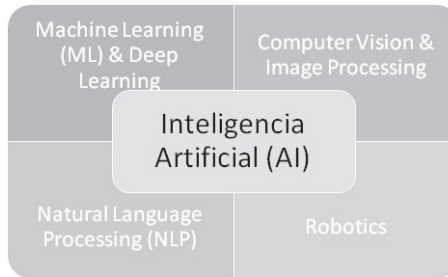 Machine Learning
(ML) & Deep
Learning
Computer Vision &
Image Processing
Inteligencia
Artificial (AI)
Natural Language
Processing (NLP)
Robotics